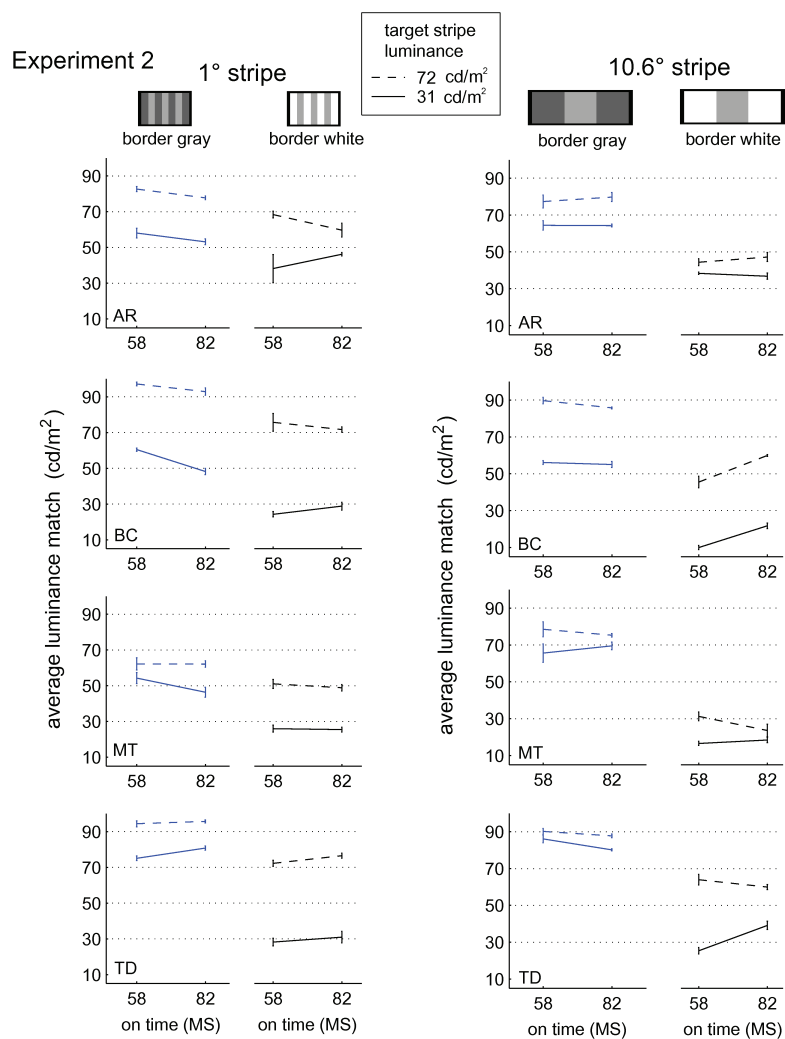 Experiment 2
target stripe
luminance
72 cd/m²
31 cd/m²
1° stripe
10.6° stripe
border gray
border white
border gray
border white
average luminance match (cd/m²)
90
70
50
30
10
AR
58
82
58
82
90
70
50
30
10
BC
58
82
58
82
90
70
50
30
10
MT
58
82
58
82
90
70
50
30
10
TD
58
82
58
82
on time (MS)
on time (MS)
average luminance match (cd/m²)
90
70
50
30
10
AR
58
82
58
82
90
70
50
30
10
BC
58
82
58
82
90
70
50
30
10
MT
58
82
58
82
90
70
50
30
10
TD
58
82
58
82
on time (MS)
on time (MS)